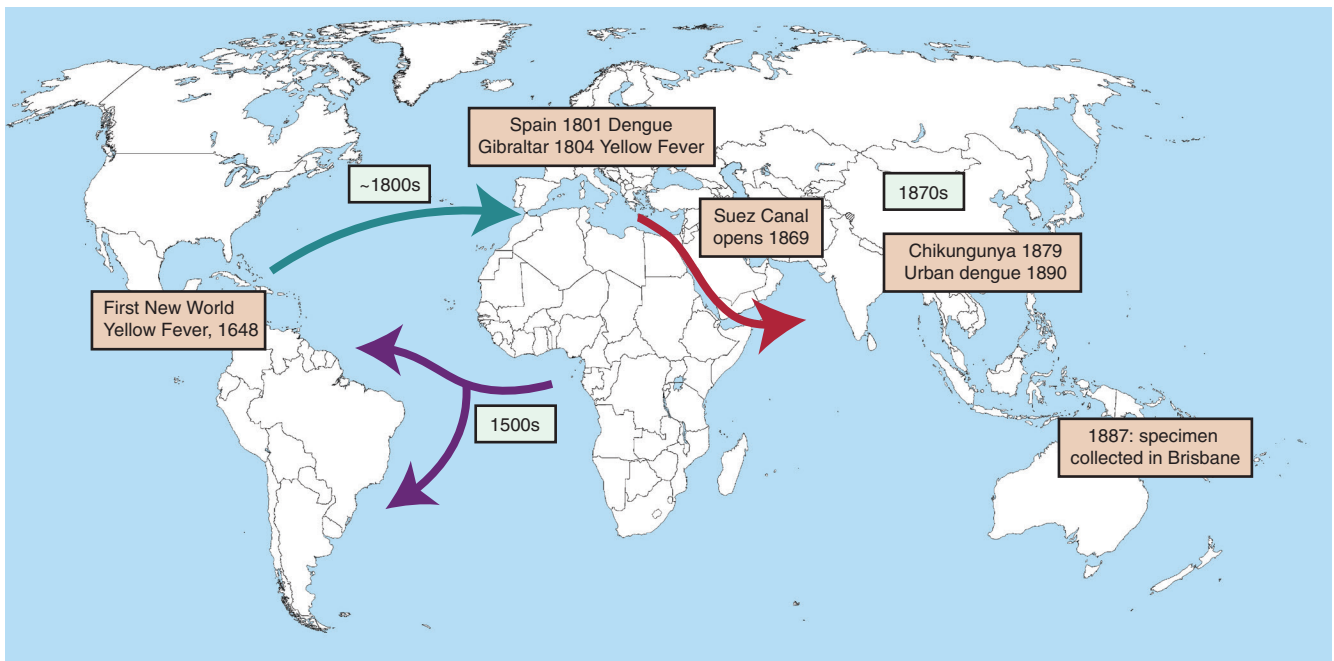 Spain 1801 Dengue
Gibraltar 1804 Yellow Fever
~1800s
1870s
Suez Canal
opens 1869
Chikungunya 1879
Urban dengue 1890
First New World
Yellow Fever, 1648
1500s
1887: specimen
collected in Brisbane